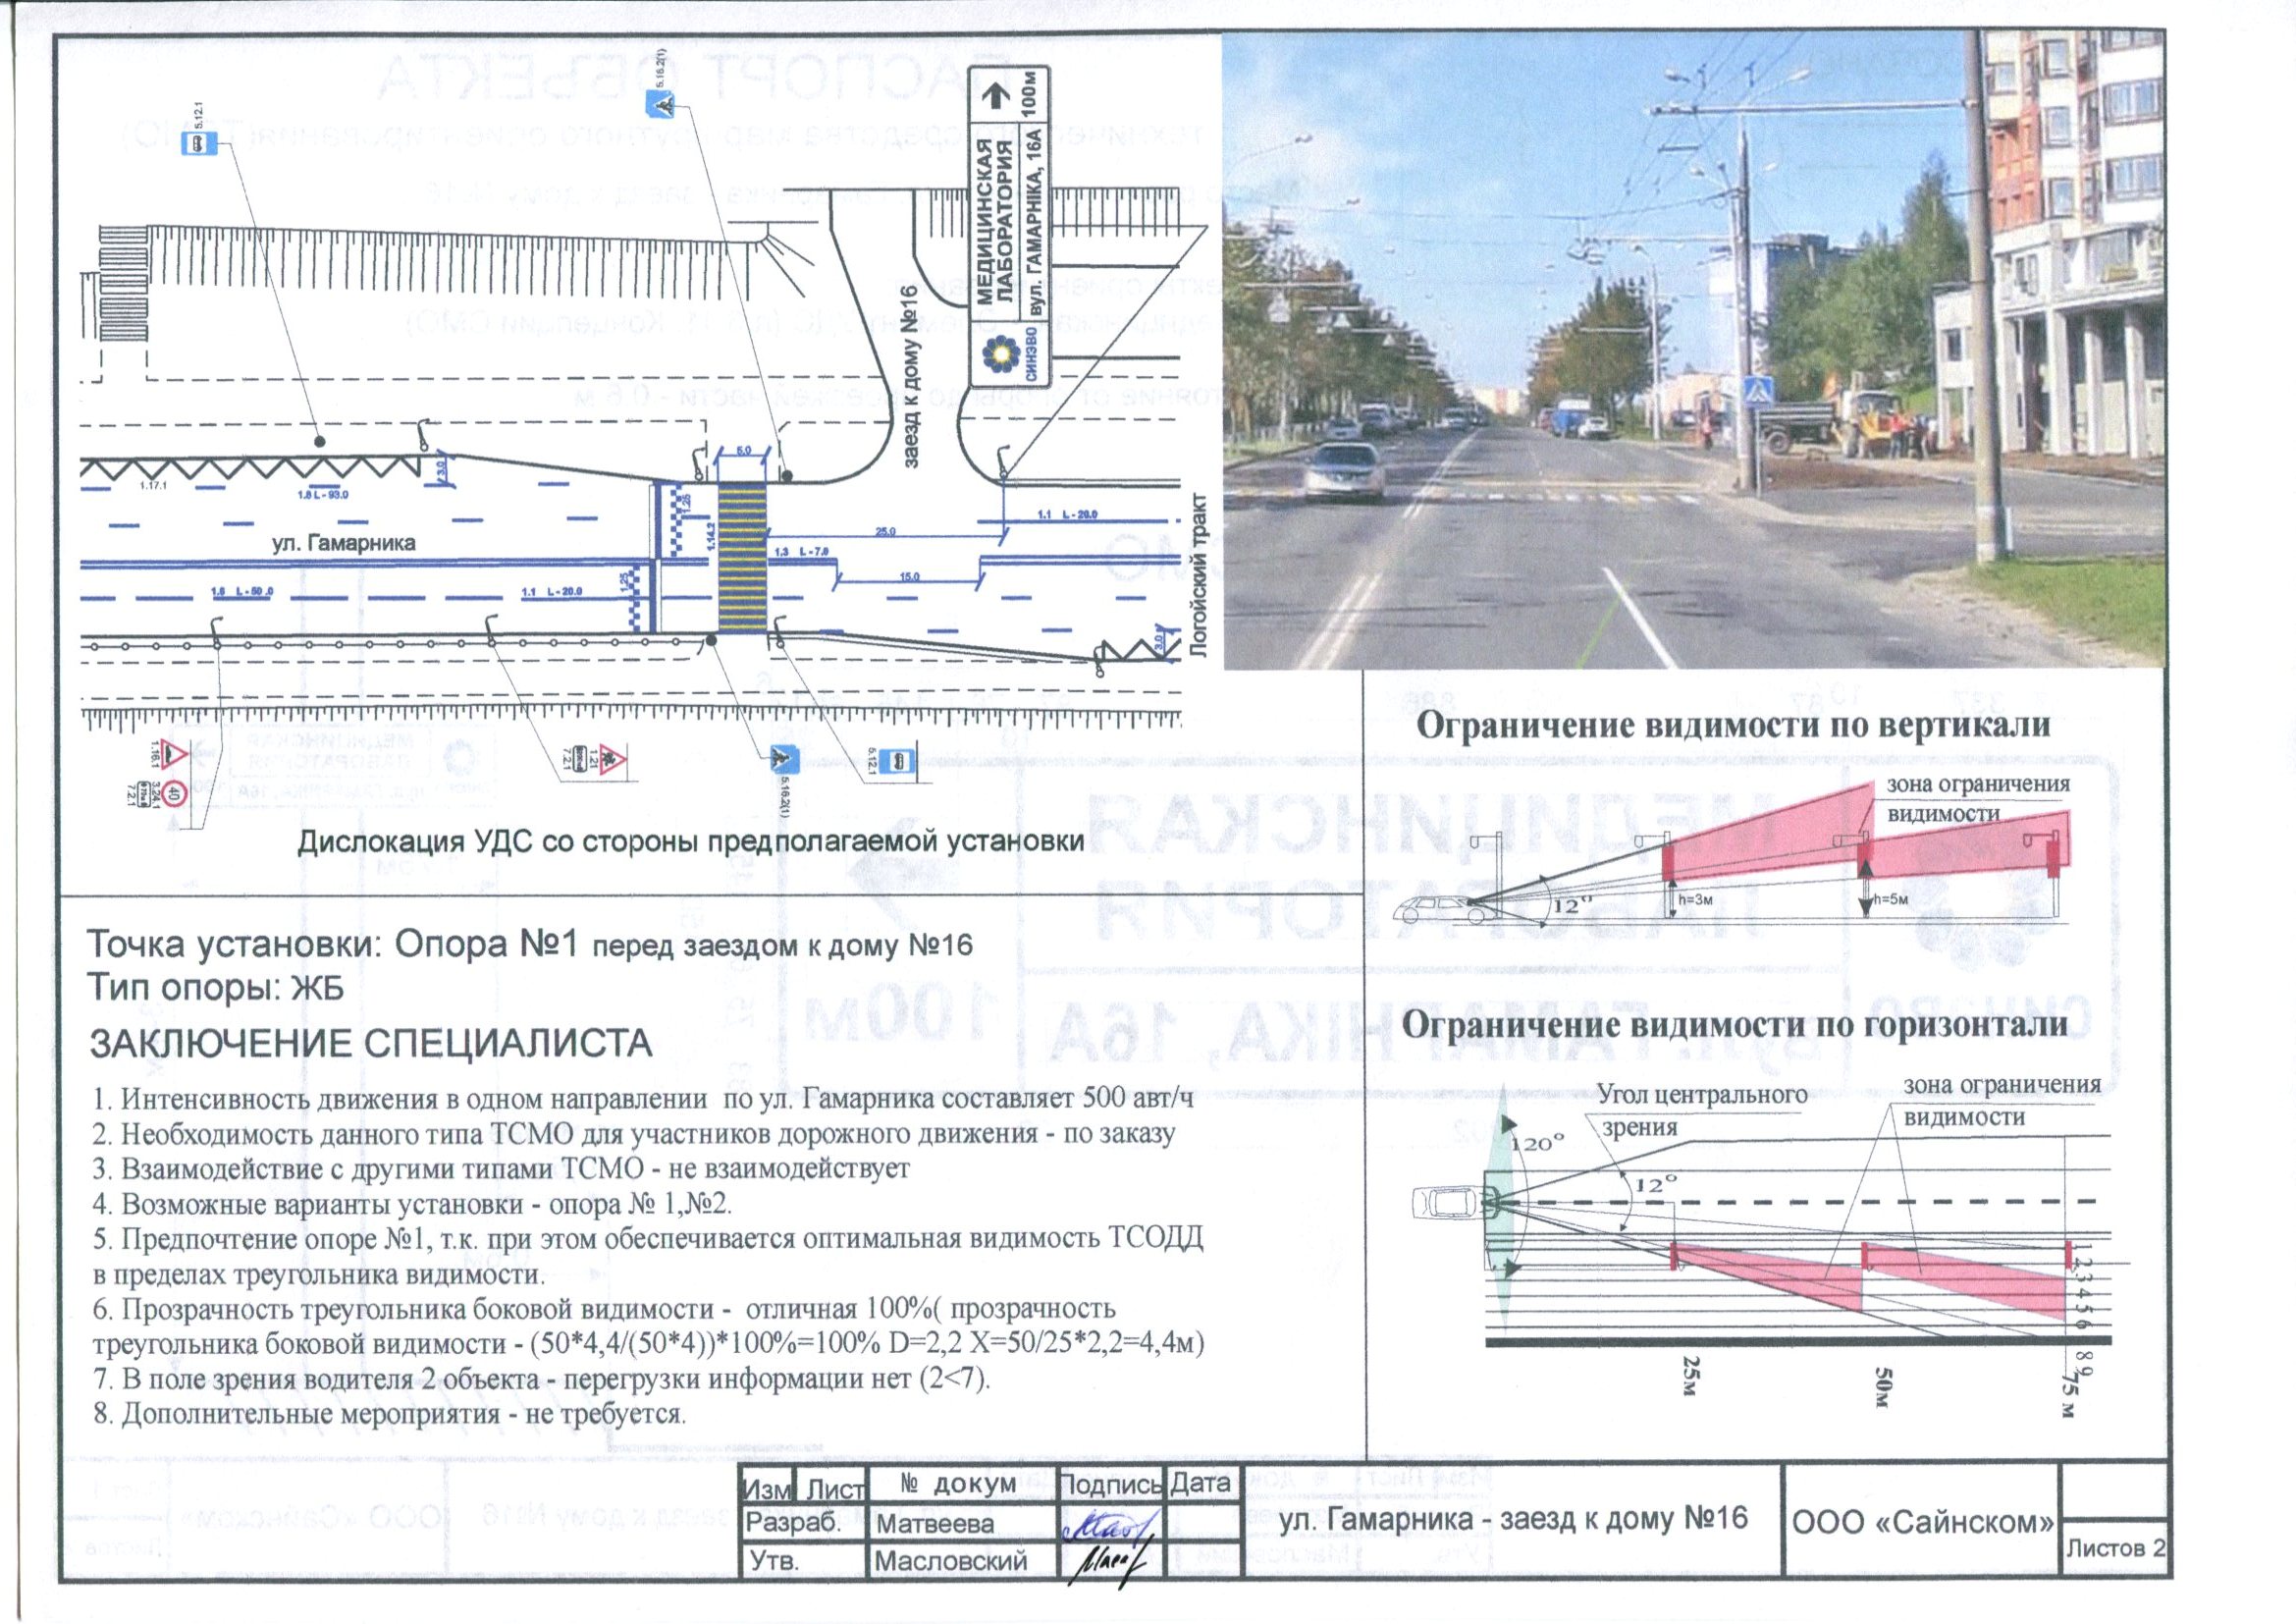 5.12.1
5.16.2(1)
СИНЭВО
МЕДИЦИНСКАЯ
ЛАБОРАТОРИЯ
вул. ГАМАРНІКА, 16А
100м
заезд к дому №16
1.17.1
3.0
1.6 L-93.0
5.0
1.25
1.14.2
25.0
1.1 L-20.0
ул. Гамарника
1.3 L-7.0
15.0
1.6 L-50.0
1.1 L-20.0
1.25
3.0
Логойский тракт
1.16.1
3.24.1
40
7.2.1
1.21
7.2.1
5.16.2(1)
5.12.1
Дислокация УДС со стороны предполагаемой установки
Точка установки: Опора №1 перед заездом к дому №16
Тип опоры: ЖБ
ЗАКЛЮЧЕНИЕ СПЕЦИАЛИСТА
1. Интенсивность движения в одном направлении по ул. Гамарника составляет 500 авт/ч
2. Необходимость данного типа ТСМО для участников дорожного движения - по заказу
3. Взаимодействие с другими типами ТСМО - не взаимодействует
4. Возможные варианты установки - опора № 1,№2.
5. Предпочтение опоре №1, т.к. при этом обеспечивается оптимальная видимость ТСОДД
в пределах треугольника видимости.
6. Прозрачность треугольника боковой видимости - отличная 100%( прозрачность
треугольника боковой видимости - (50*4,4/(50*4))*100%=100% D=2,2 X=50/25*2,2=4,4м)
7. В поле зрения водителя 2 объекта - перегрузки информации нет (2<7).
8. Дополнительные мероприятия - не требуется.
Ограничение видимости по вертикали
зона ограничения
видимости
12°
h=3м
h=5м
Ограничение видимости по горизонтали
Угол центрального
зрения
зона ограничения
видимости
120°
12°
1 2 3 4 5 6 8 9
25м
50м
75 м
Изм Лист № докум Подпись Дата
Разраб. Матвеева
Утв. Масловский
ул. Гамарника - заезд к дому №16
ООО «Сайнском»
Листов 2